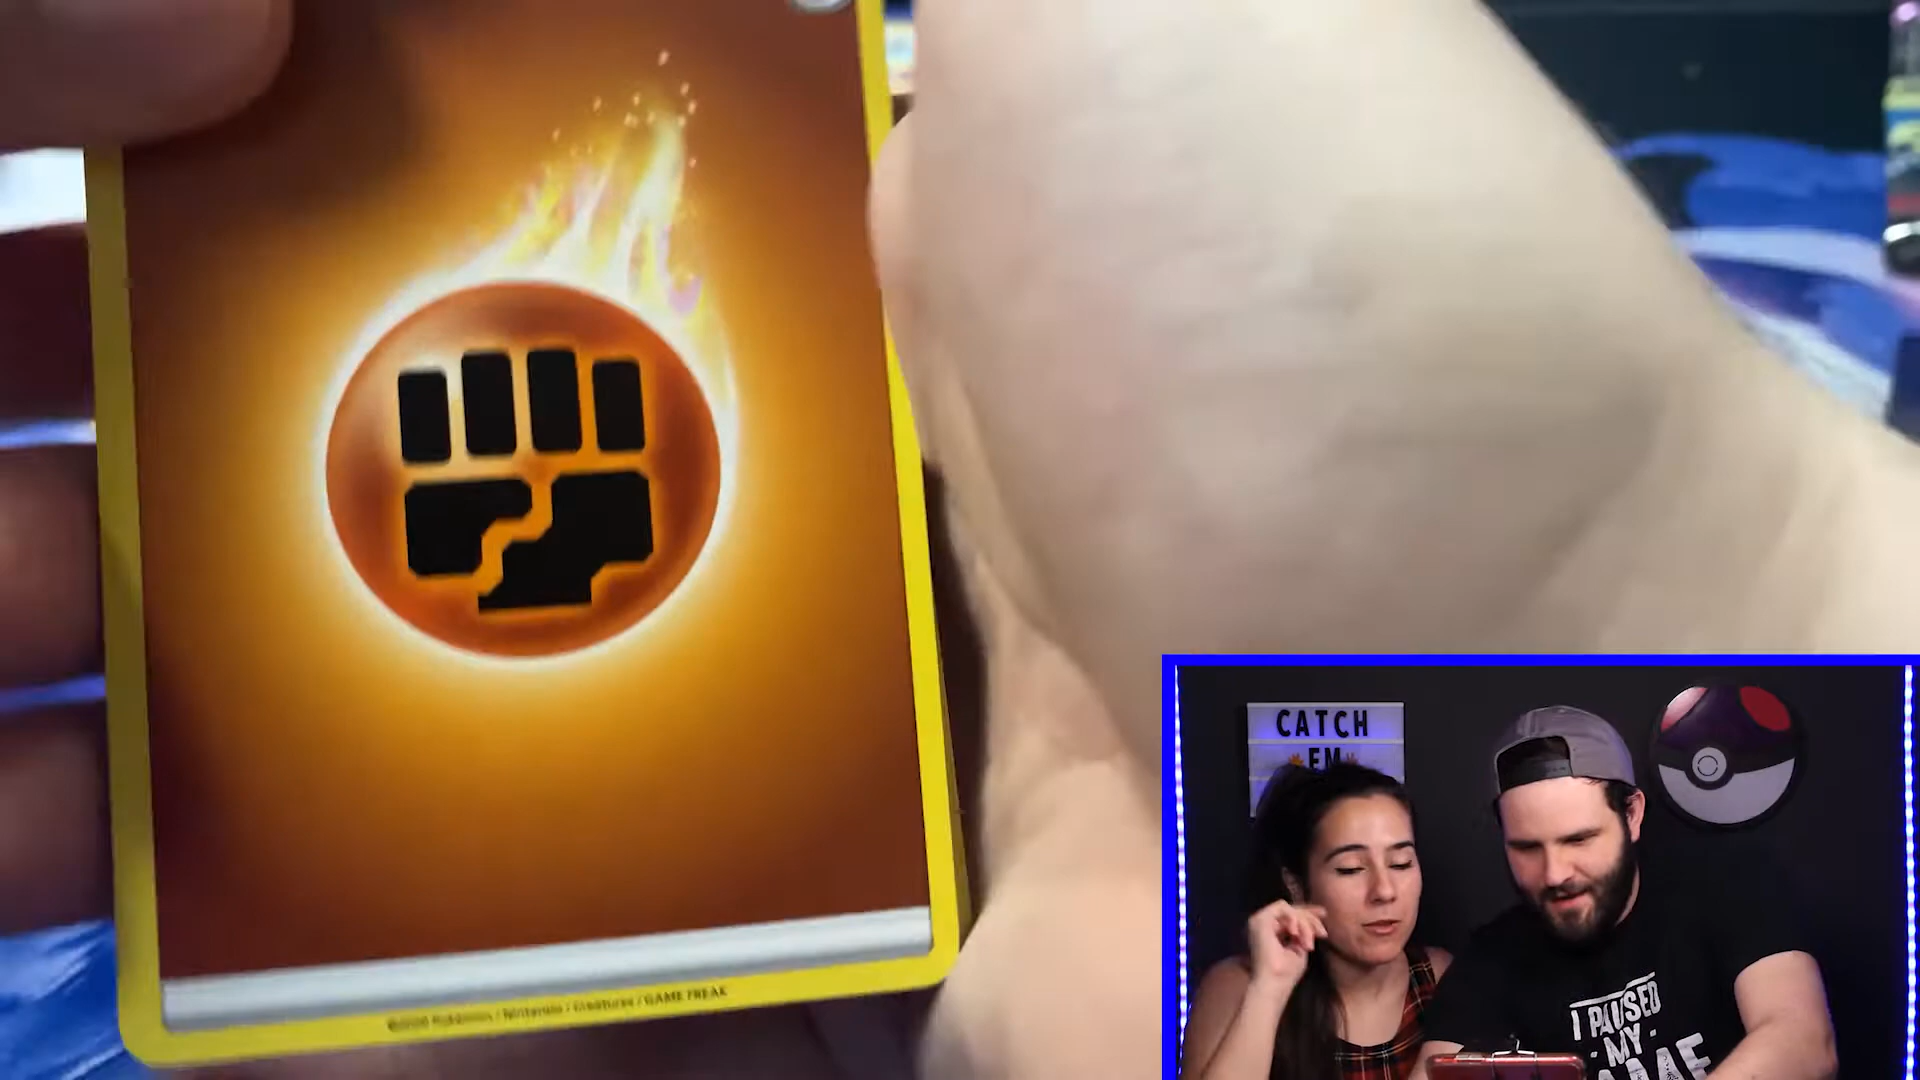 ©2020 Pokémon / Nintendo / Creatures / GAME FREAK
CATCH
EM
I PAUSED
MY